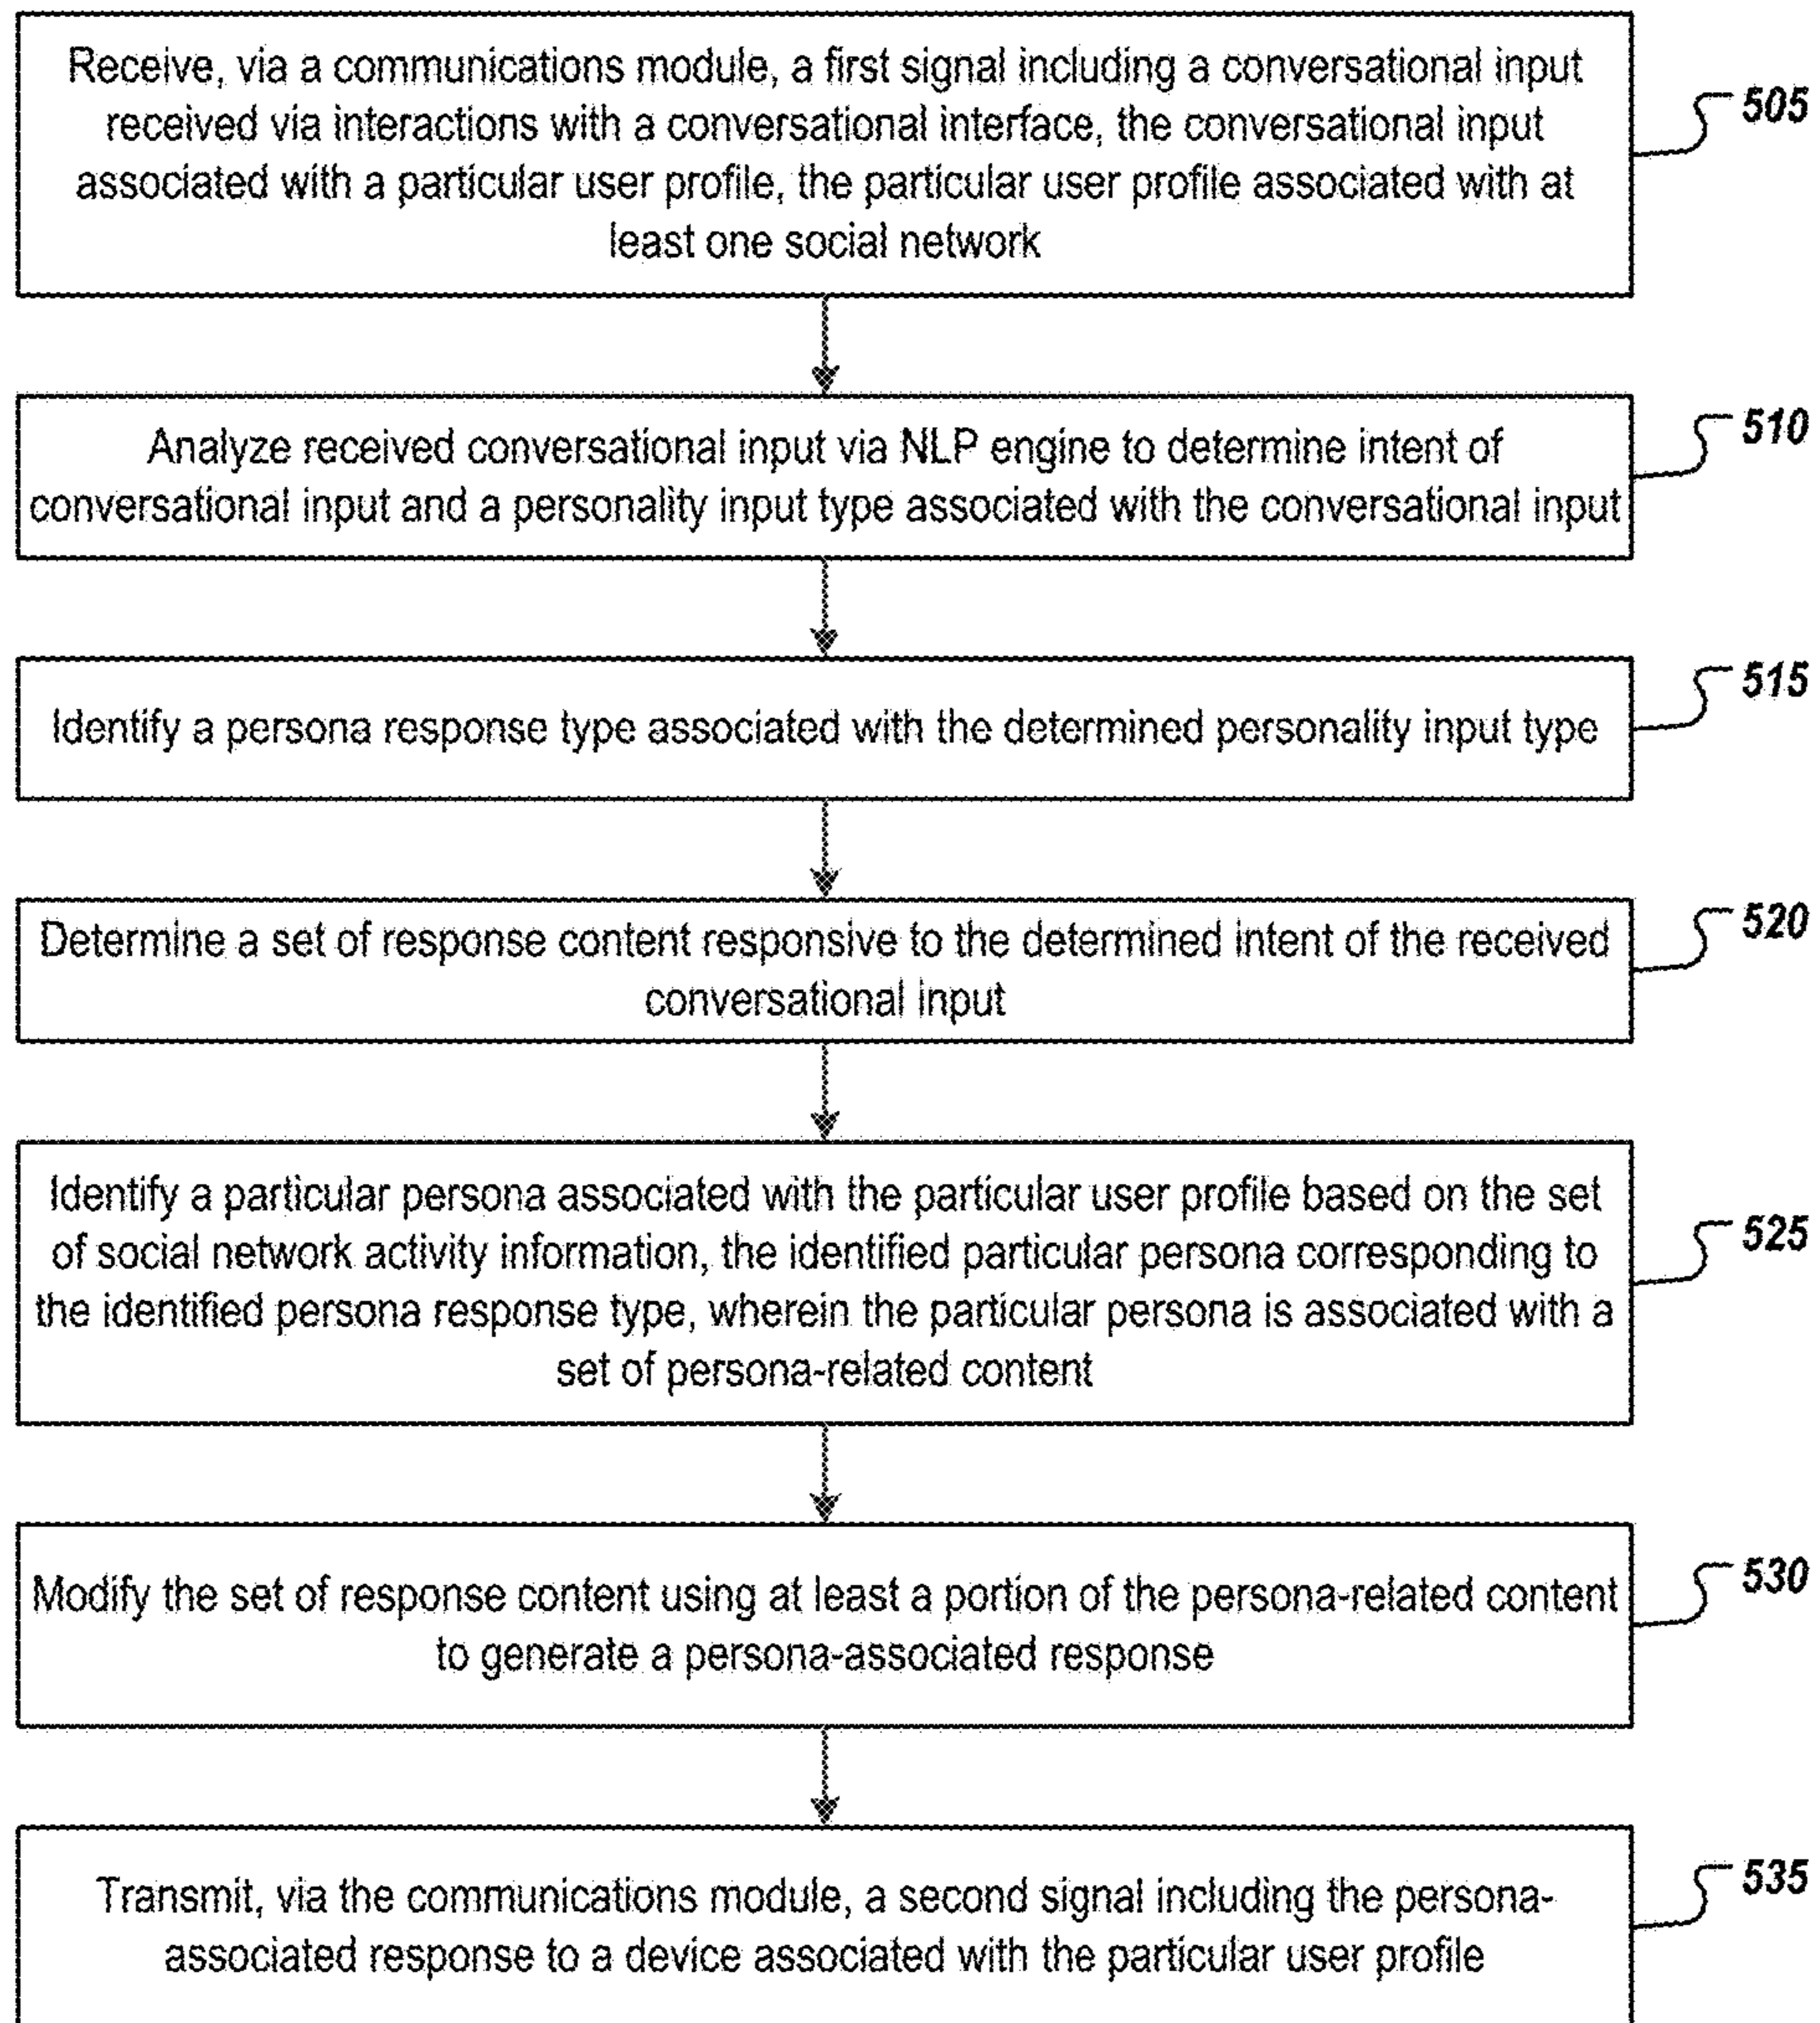 Receive, via a communications module, a first signal including a conversational input
received via interactions with a conversational interface, the conversational input
associated with a particular user profile, the particular user profile associated with at
least one social network
505
Analyze received conversational input via NLP engine to determine intent of
conversational input and a personality input type associated with the conversational input
510
Identify a persona response type associated with the determined personality input type
515
Determine a set of response content responsive to the determined intent of the received
conversational input
520
Identify a particular persona associated with the particular user profile based on the set
of social network activity information, the identified particular persona corresponding to
the identified persona response type, wherein the particular persona is associated with a
set of persona-related content
525
Modify the set of response content using at least a portion of the persona-related content
to generate a persona-associated response
530
Transmit, via the communications module, a second signal including the persona-
associated response to a device associated with the particular user profile
535